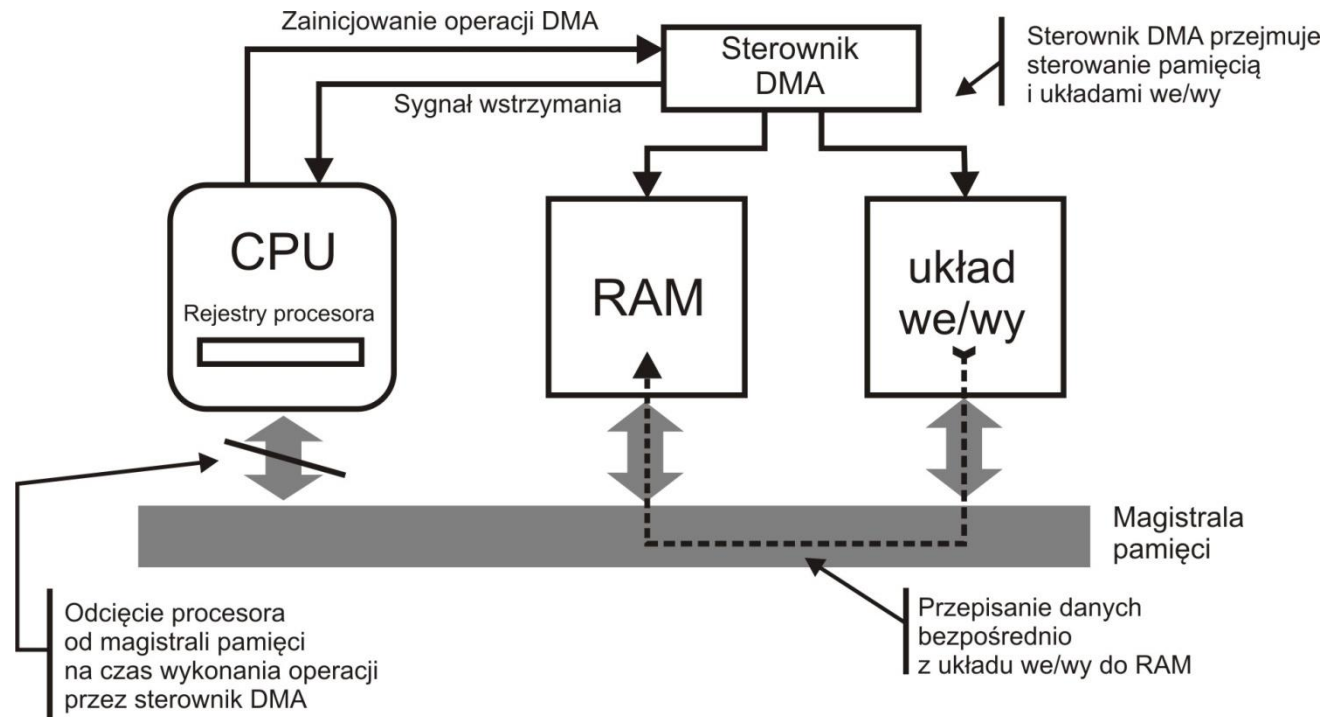 Zainicjowanie operacji DMA
Sterownik
DMA
Sterownik DMA przejmuje
sterowanie pamięcią
i układami we/wy
Sygnał wstrzymania
CPU
Rejestry procesora
RAM
układ
we/wy
Magistrala
pamięci
Odcięcie procesora
od magistrali pamięci
na czas wykonania operacji
przez sterownik DMA
Przepisanie danych
bezpośrednio
z układu we/wy do RAM